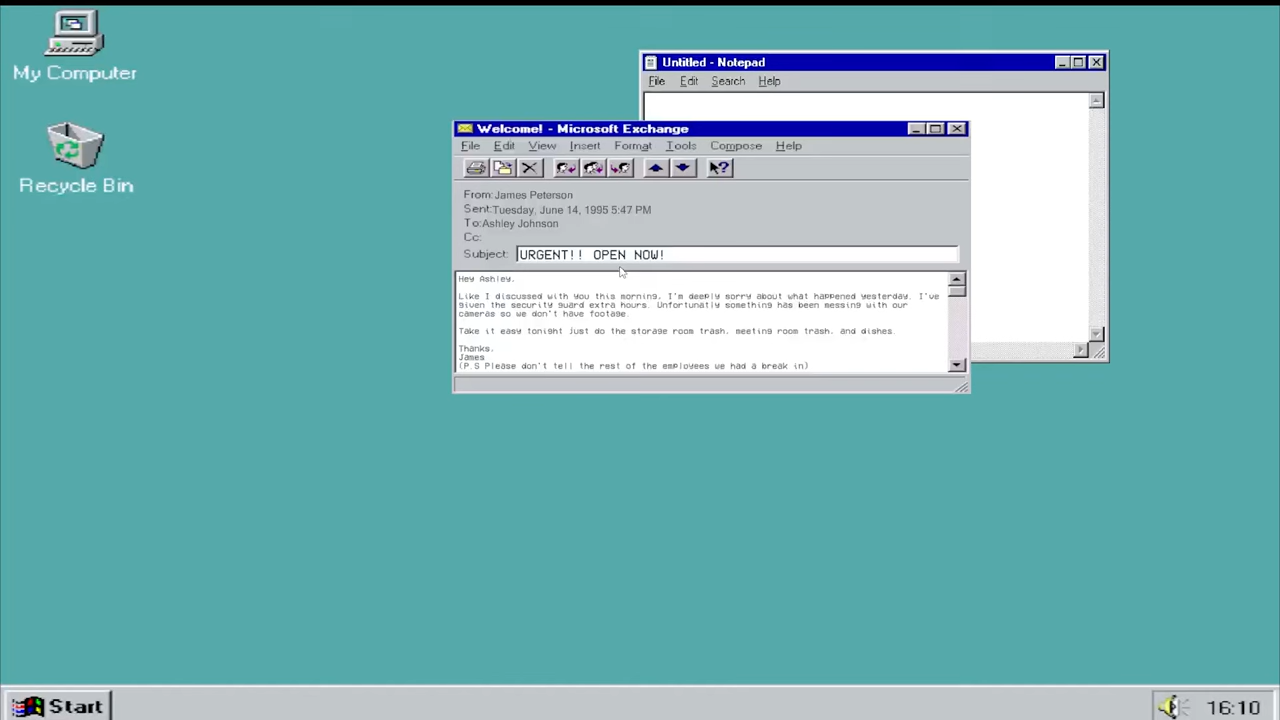 My Computer
Recycle Bin
Untitled - Notepad
File Edit Search Help
Welcome! - Microsoft Exchange
File Edit View Insert Format Tools Compose Help
From:James Peterson
Sent:Tuesday, June 14, 1995 5:47 PM
To:Ashley Johnson
Cc:
Subject: URGENT!! OPEN NOW!
Hey Ashley,
Like I discussed with you this morning, I'm deeply sorry about what happened yesterday. I've
given the security guard extra hours. Unfortunatly something has been messing with our
cameras so we don't have footage.
Take it easy tonight just do the storage room trash, meeting room trash, and dishes.
Thanks,
James
(P.S Please don't tell the rest of the employees we had a break in)
Start
16:10